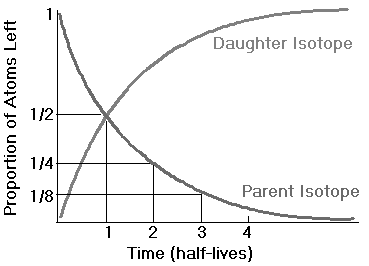 Proportion of Atoms Left
1
1/2
1/4
1/8
Daughter Isotope
Parent Isotope
1 2 3 4
Time (half-lives)